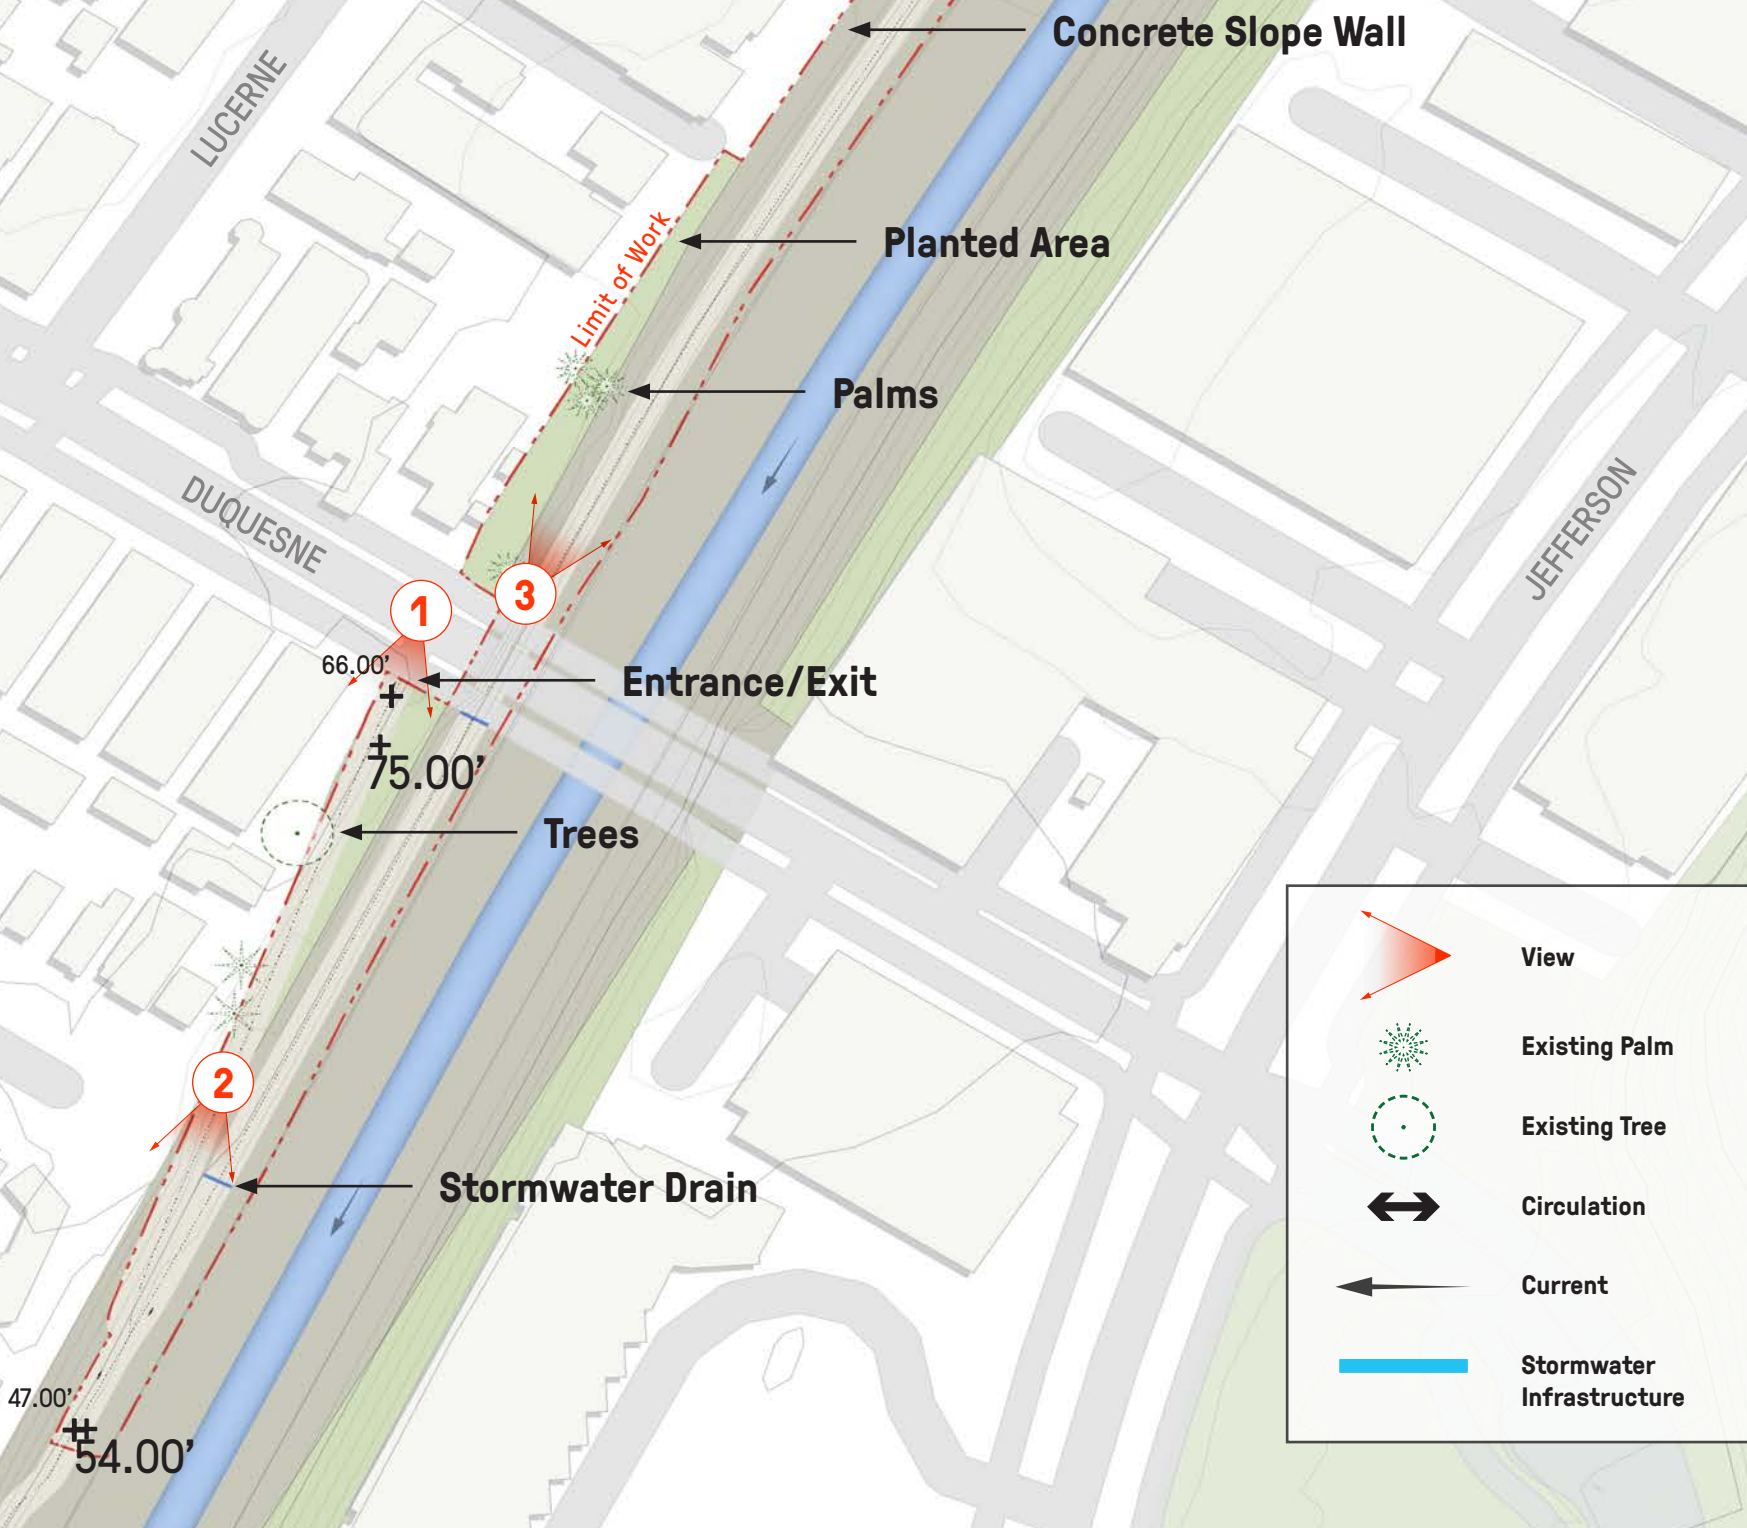 Concrete Slope Wall
LUCERNE
Planted Area
Limit of Work
Palms
DUQUESNE
JEFFERSON
3
1
66.00’
Entrance/Exit
75.00’
Trees
2
Stormwater Drain
47.00’
54.00’
View
Existing Palm
Existing Tree
Circulation
Current
Stormwater
Infrastructure